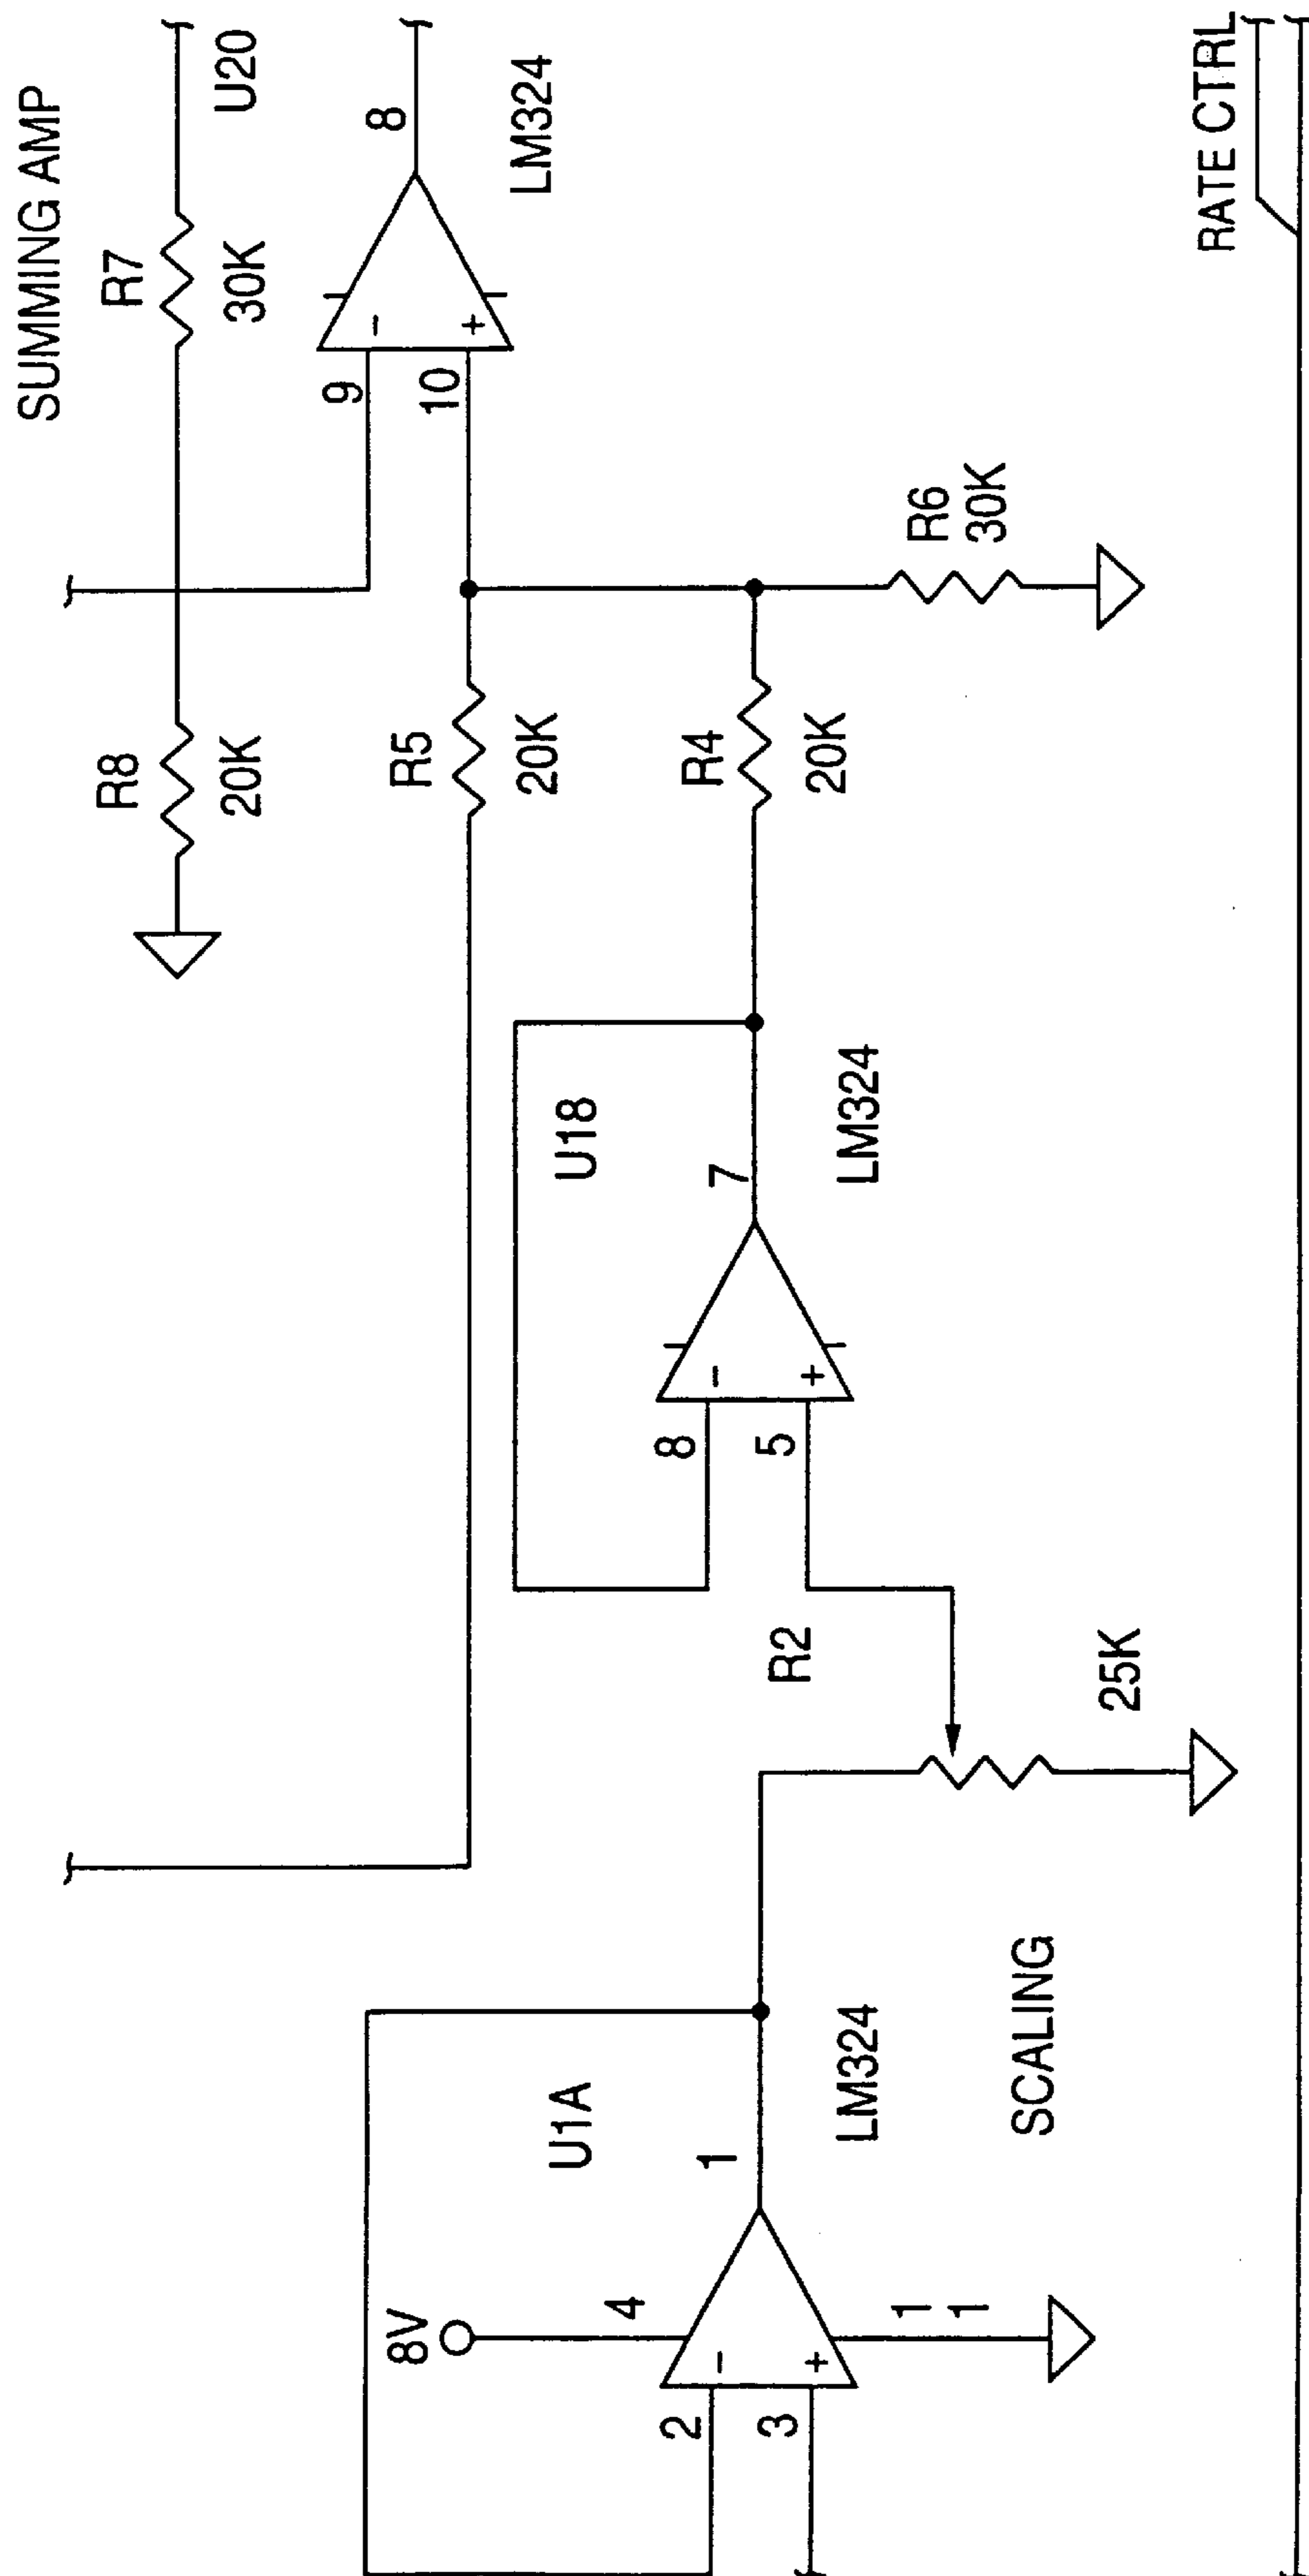 SUMMING AMP
R8
20K
R7
30K
U20
9
10
-
+
8
LM324
R5
20K
R4
20K
R6
30K
U18
8
5
-
+
7
LM324
R2
25K
8V
4
U1A
2
3
-
+
1
1
1
LM324
SCALING
RATE CTRL